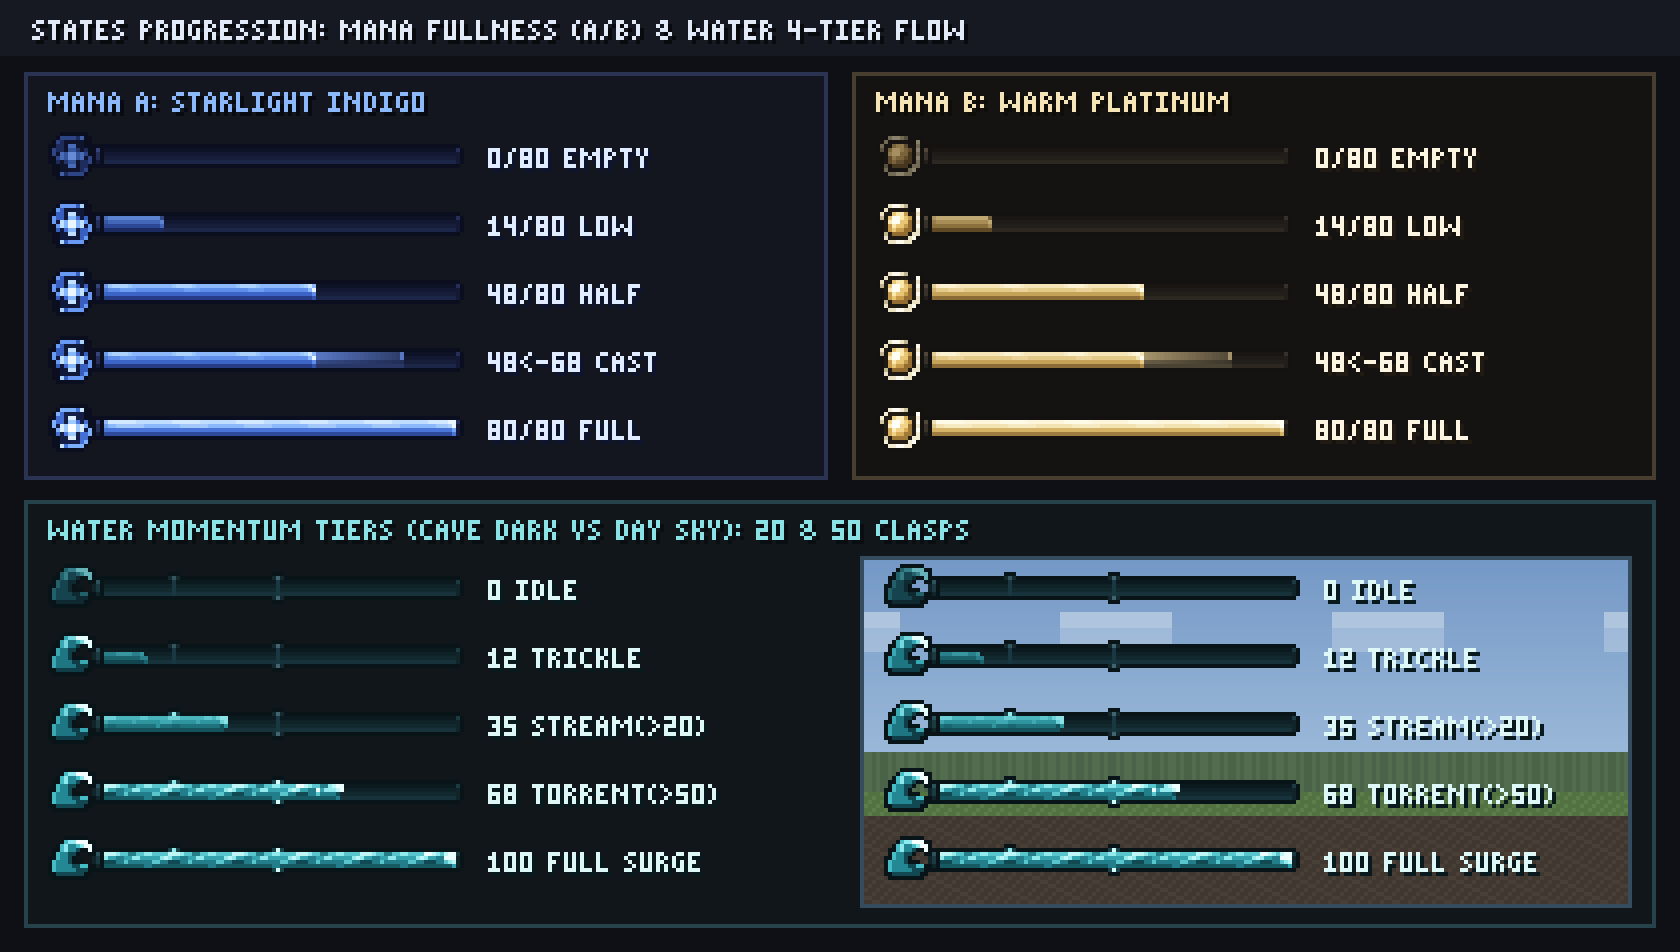 STATES PROGRESSION: MANA FULLNESS (A/B) & WATER 4-TIER FLOW
MANA A: STARLIGHT INDIGO
0/80 EMPTY
14/80 LOW
48/80 HALF
48<-68 CAST
80/80 FULL
MANA B: WARM PLATINUM
0/80 EMPTY
14/80 LOW
48/80 HALF
48<-68 CAST
80/80 FULL
WATER MOMENTUM TIERS (CAVE DARK VS DAY SKY): 20 & 50 CLASPS
0 IDLE
12 TRICKLE
35 STREAM(>20)
68 TORRENT(>50)
100 FULL SURGE
0 IDLE
12 TRICKLE
35 STREAM(>20)
68 TORRENT(>50)
100 FULL SURGE